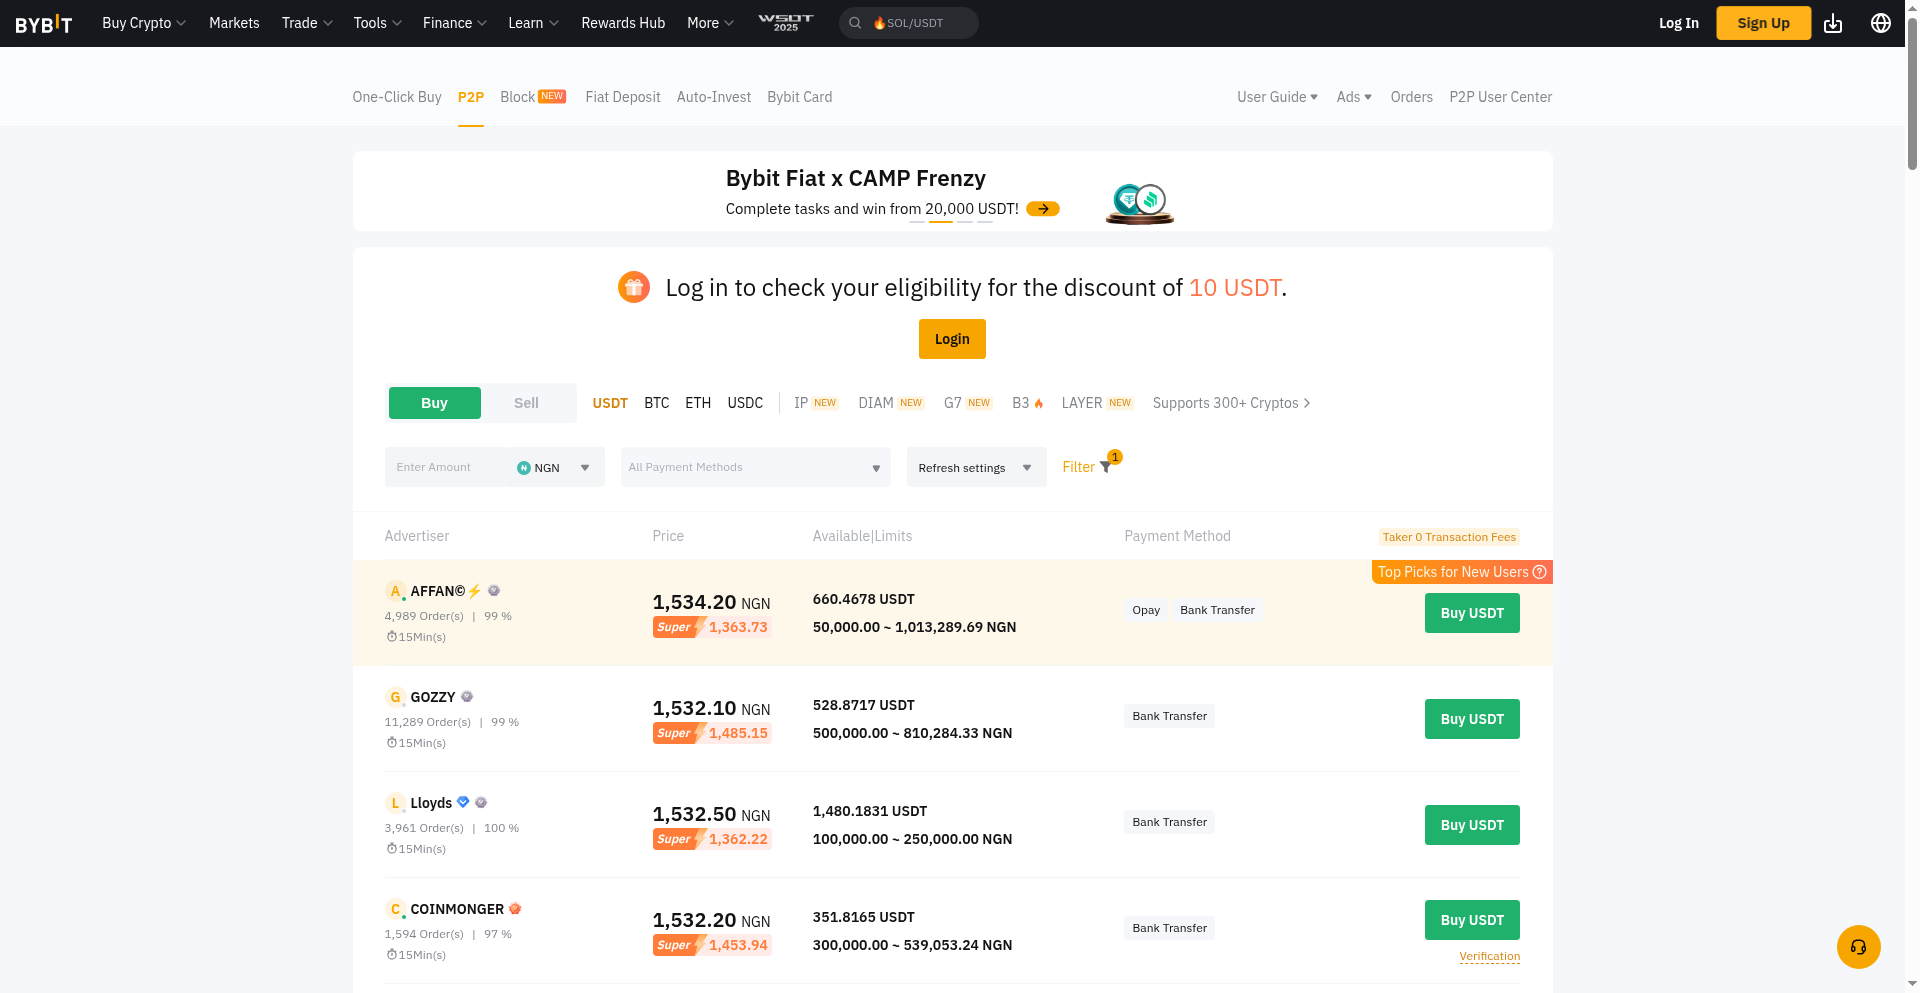 BYBIT Buy Crypto Markets Trade Tools Finance Learn Rewards Hub More WSOT 2025 SOL/USDT Log In Sign Up
One-Click Buy P2P Block NEW Fiat Deposit Auto-Invest Bybit Card User Guide Ads Orders P2P User Center
Bybit Fiat x CAMP Frenzy
Complete tasks and win from 20,000 USDT!
Log in to check your eligibility for the discount of 10 USDT.
Login
Buy Sell USDT BTC ETH USDC IP NEW DIAM NEW G7 NEW B3 LAYER NEW Supports 300+ Cryptos
Enter Amount NGN All Payment Methods Refresh settings Filter 1
Advertiser Price Available|Limits Payment Method Taker 0 Transaction Fees
Top Picks for New Users
A AFFAN©⚡
4,989 Order(s) | 99 %
15Min(s)
1,534.20 NGN
Super 1,363.73
660.4678 USDT
50,000.00 ~ 1,013,289.69 NGN
Opay Bank Transfer
Buy USDT
G GOZZY
11,289 Order(s) | 99 %
15Min(s)
1,532.10 NGN
Super 1,485.15
528.8717 USDT
500,000.00 ~ 810,284.33 NGN
Bank Transfer
Buy USDT
L Lloyds
3,961 Order(s) | 100 %
15Min(s)
1,532.50 NGN
Super 1,362.22
1,480.1831 USDT
100,000.00 ~ 250,000.00 NGN
Bank Transfer
Buy USDT
C COINMONGER
1,594 Order(s) | 97 %
15Min(s)
1,532.20 NGN
Super 1,453.94
351.8165 USDT
300,000.00 ~ 539,053.24 NGN
Bank Transfer
Buy USDT
Verification